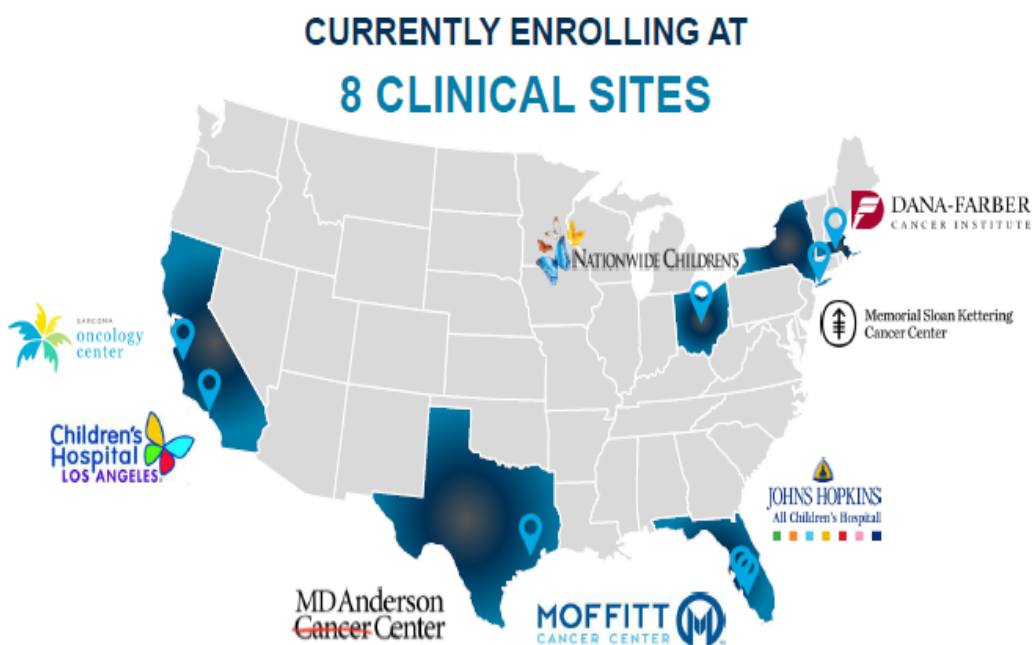 CURRENTLY ENROLLING AT
8 CLINICAL SITES
DANA-FARBER
CANCER INSTITUTE
NATIONWIDE CHILDREN'S
Memorial Sloan Kettering
Cancer Center
SARCOMA
oncology
center
Children's
Hospital
LOS ANGELES
JOHNS HOPKINS
All Children's Hospital
MD Anderson
Cancer Center
MOFFITT
CANCER CENTER